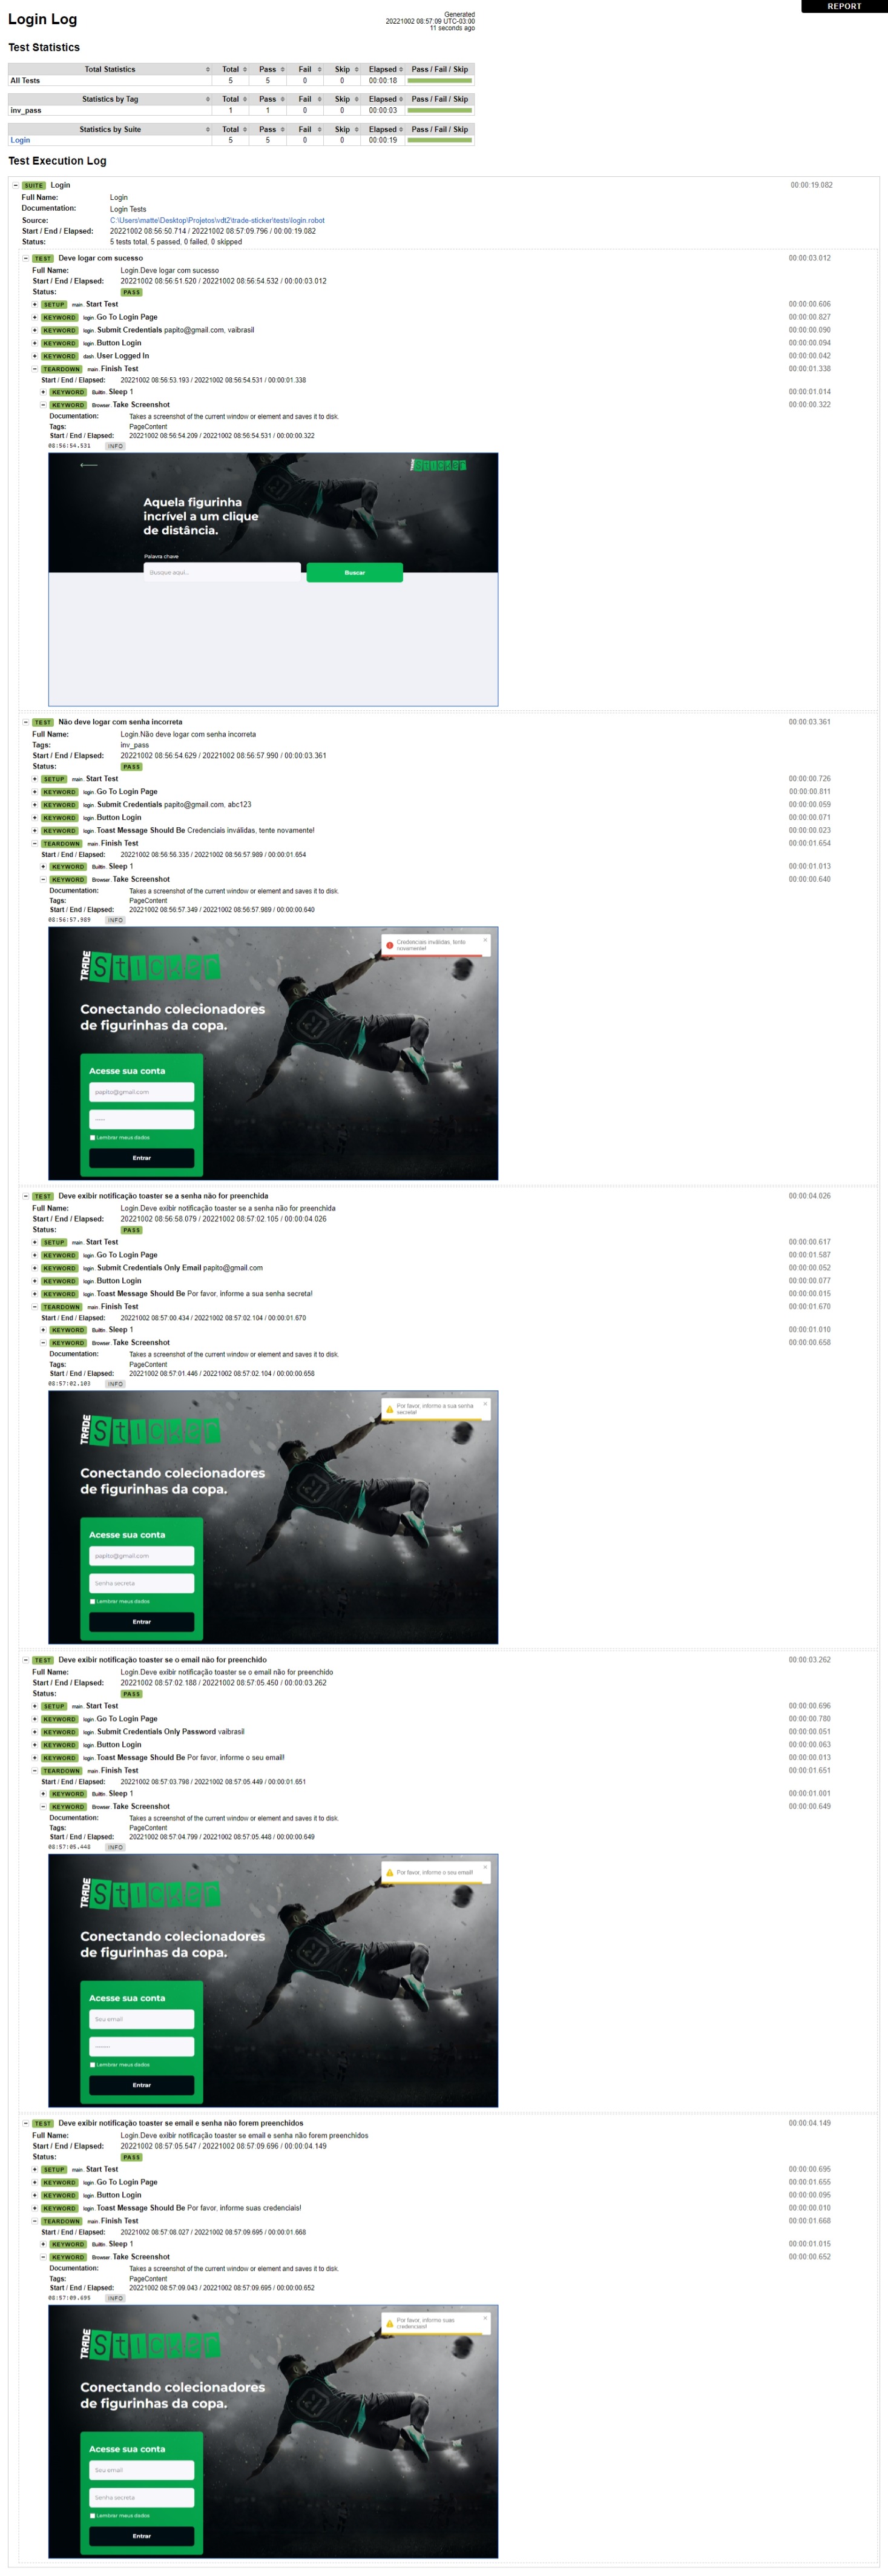 REPORT
Login Log
Generated
20221002 08:57:09 UTC-03:00
11 seconds ago
Test Statistics
Total Statistics Total Pass Fail Skip Elapsed Pass / Fail / Skip
All Tests 5 5 0 0 00:00:18
Statistics by Tag Total Pass Fail Skip Elapsed Pass / Fail / Skip
inv_pass 1 1 0 0 00:00:03
Statistics by Suite Total Pass Fail Skip Elapsed Pass / Fail / Skip
Login 5 5 0 0 00:00:19
Test Execution Log
SUITE Login 00:00:19.082
Full Name: Login
Documentation: Login Tests
Source: C:\Users\matte\Desktop\Projetos\vdt2\trade-sticker\tests\login.robot
Start / End / Elapsed: 20221002 08:56:50.714 / 20221002 08:57:09.796 / 00:00:19.082
Status: 5 tests total, 5 passed, 0 failed, 0 skipped
TEST Deve logar com sucesso 00:00:03.012
Full Name: Login.Deve logar com sucesso
Start / End / Elapsed: 20221002 08:56:51.520 / 20221002 08:56:54.532 / 00:00:03.012
Status: PASS
SETUP main. Start Test 00:00:00.606
KEYWORD login. Go To Login Page 00:00:00.827
KEYWORD login. Submit Credentials papito@gmail.com, vaibrasil 00:00:00.090
KEYWORD login. Button Login 00:00:00.094
KEYWORD dash. User Logged In 00:00:00.042
TEARDOWN main. Finish Test 00:00:01.338
Start / End / Elapsed: 20221002 08:56:53.193 / 20221002 08:56:54.531 / 00:00:01.338
KEYWORD BuiltIn. Sleep 1 00:00:01.014
KEYWORD Browser. Take Screenshot 00:00:00.322
Documentation: Takes a screenshot of the current window or element and saves it to disk.
Tags: PageContent
Start / End / Elapsed: 20221002 08:56:54.209 / 20221002 08:56:54.531 / 00:00:00.322
08:56:54.531 INFO
TRADE Sticker
Aquela figurinha
incrível a um clique
de distância.
Palavra chave
Busque aqui... Buscar
TEST Não deve logar com senha incorreta 00:00:03.361
Full Name: Login.Não deve logar com senha incorreta
Tags: inv_pass
Start / End / Elapsed: 20221002 08:56:54.629 / 20221002 08:56:57.990 / 00:00:03.361
Status: PASS
SETUP main. Start Test 00:00:00.726
KEYWORD login. Go To Login Page 00:00:00.811
KEYWORD login. Submit Credentials papito@gmail.com, abc123 00:00:00.059
KEYWORD login. Button Login 00:00:00.071
KEYWORD login. Toast Message Should Be Credenciais inválidas, tente novamente! 00:00:00.023
TEARDOWN main. Finish Test 00:00:01.654
Start / End / Elapsed: 20221002 08:56:56.335 / 20221002 08:56:57.989 / 00:00:01.654
KEYWORD BuiltIn. Sleep 1 00:00:01.013
KEYWORD Browser. Take Screenshot 00:00:00.640
Documentation: Takes a screenshot of the current window or element and saves it to disk.
Tags: PageContent
Start / End / Elapsed: 20221002 08:56:57.349 / 20221002 08:56:57.989 / 00:00:00.640
08:56:57.989 INFO
Credenciais inválidas, tente
novamente!
TRADE Sticker
Conectando colecionadores
de figurinhas da copa.
Acesse sua conta
papito@gmail.com
Lembrar meus dados
Entrar
TEST Deve exibir notificação toaster se a senha não for preenchida 00:00:04.026
Full Name: Login.Deve exibir notificação toaster se a senha não for preenchida
Start / End / Elapsed: 20221002 08:56:58.079 / 20221002 08:57:02.105 / 00:00:04.026
Status: PASS
SETUP main. Start Test 00:00:00.617
KEYWORD login. Go To Login Page 00:00:01.587
KEYWORD login. Submit Credentials Only Email papito@gmail.com 00:00:00.052
KEYWORD login. Button Login 00:00:00.077
KEYWORD login. Toast Message Should Be Por favor, informe a sua senha secreta! 00:00:00.015
TEARDOWN main. Finish Test 00:00:01.670
Start / End / Elapsed: 20221002 08:57:00.434 / 20221002 08:57:02.104 / 00:00:01.670
KEYWORD BuiltIn. Sleep 1 00:00:01.010
KEYWORD Browser. Take Screenshot 00:00:00.658
Documentation: Takes a screenshot of the current window or element and saves it to disk.
Tags: PageContent
Start / End / Elapsed: 20221002 08:57:01.446 / 20221002 08:57:02.104 / 00:00:00.658
08:57:02.103 INFO
Por favor, informe a sua senha
secreta!
TRADE Sticker
Conectando colecionadores
de figurinhas da copa.
Acesse sua conta
papito@gmail.com
Senha secreta
Lembrar meus dados
Entrar
TEST Deve exibir notificação toaster se o email não for preenchido 00:00:03.262
Full Name: Login.Deve exibir notificação toaster se o email não for preenchido
Start / End / Elapsed: 20221002 08:57:02.188 / 20221002 08:57:05.450 / 00:00:03.262
Status: PASS
SETUP main. Start Test 00:00:00.696
KEYWORD login. Go To Login Page 00:00:00.780
KEYWORD login. Submit Credentials Only Password vaibrasil 00:00:00.051
KEYWORD login. Button Login 00:00:00.063
KEYWORD login. Toast Message Should Be Por favor, informe o seu email! 00:00:00.013
TEARDOWN main. Finish Test 00:00:01.651
Start / End / Elapsed: 20221002 08:57:03.798 / 20221002 08:57:05.449 / 00:00:01.651
KEYWORD BuiltIn. Sleep 1 00:00:01.001
KEYWORD Browser. Take Screenshot 00:00:00.649
Documentation: Takes a screenshot of the current window or element and saves it to disk.
Tags: PageContent
Start / End / Elapsed: 20221002 08:57:04.799 / 20221002 08:57:05.448 / 00:00:00.649
08:57:05.448 INFO
Por favor, informe o seu email!
TRADE Sticker
Conectando colecionadores
de figurinhas da copa.
Acesse sua conta
Seu email
Lembrar meus dados
Entrar
TEST Deve exibir notificação toaster se email e senha não forem preenchidos 00:00:04.149
Full Name: Login.Deve exibir notificação toaster se email e senha não forem preenchidos
Start / End / Elapsed: 20221002 08:57:05.547 / 20221002 08:57:09.696 / 00:00:04.149
Status: PASS
SETUP main. Start Test 00:00:00.695
KEYWORD login. Go To Login Page 00:00:01.655
KEYWORD login. Button Login 00:00:00.095
KEYWORD login. Toast Message Should Be Por favor, informe suas credenciais! 00:00:00.010
TEARDOWN main. Finish Test 00:00:01.668
Start / End / Elapsed: 20221002 08:57:08.027 / 20221002 08:57:09.695 / 00:00:01.668
KEYWORD BuiltIn. Sleep 1 00:00:01.015
KEYWORD Browser. Take Screenshot 00:00:00.652
Documentation: Takes a screenshot of the current window or element and saves it to disk.
Tags: PageContent
Start / End / Elapsed: 20221002 08:57:09.043 / 20221002 08:57:09.695 / 00:00:00.652
08:57:09.695 INFO
Por favor, informe suas
credenciais!
TRADE Sticker
Conectando colecionadores
de figurinhas da copa.
Acesse sua conta
Seu email
Senha secreta
Lembrar meus dados
Entrar